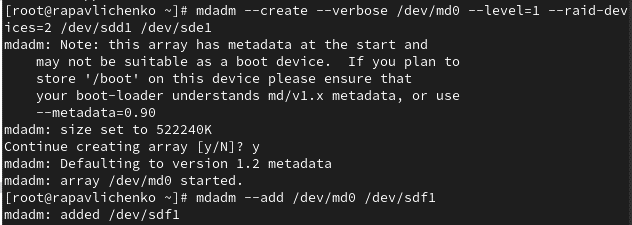 [root@rapavlichenko ~]# mdadm --create --verbose /dev/md0 --level=1 --raid-dev
ices=2 /dev/sdd1 /dev/sde1
mdadm: Note: this array has metadata at the start and
    may not be suitable as a boot device.  If you plan to
    store '/boot' on this device please ensure that
    your boot-loader understands md/v1.x metadata, or use
    --metadata=0.90
mdadm: size set to 522240K
Continue creating array [y/N]? y
mdadm: Defaulting to version 1.2 metadata
mdadm: array /dev/md0 started.
[root@rapavlichenko ~]# mdadm --add /dev/md0 /dev/sdf1
mdadm: added /dev/sdf1